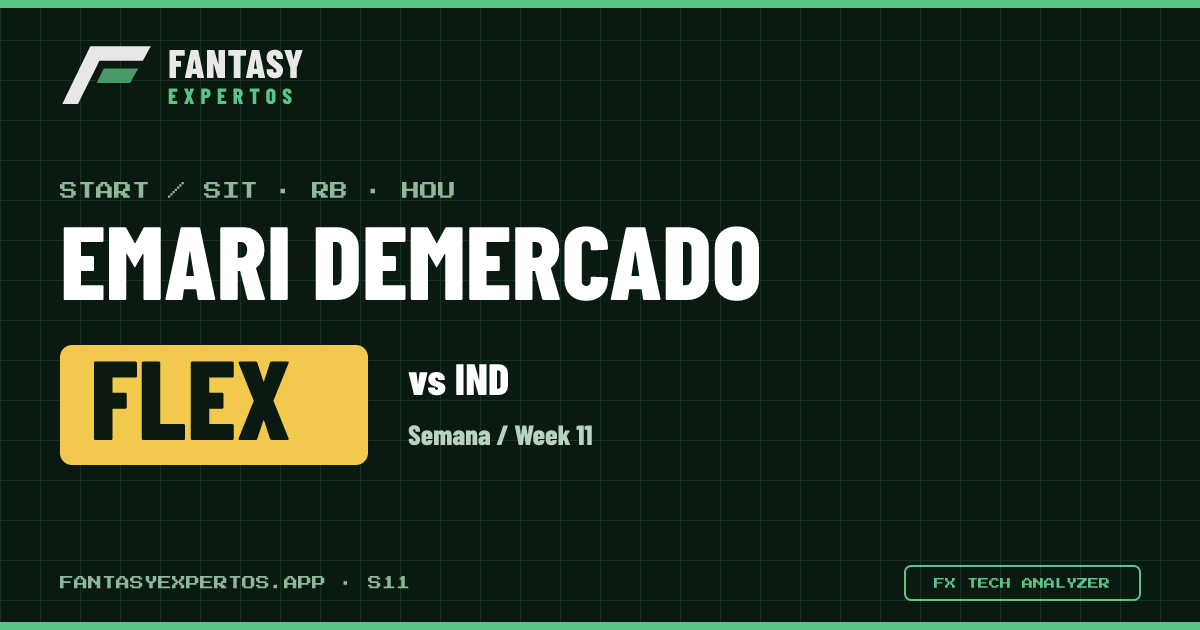 FANTASY
EXPERTOS
START / SIT · RB · HOU
EMARI DEMERCADO
FLEX
vs IND
Semana / Week 11
FANTASYEXPERTOS.APP · S11
FX TECH ANALYZER